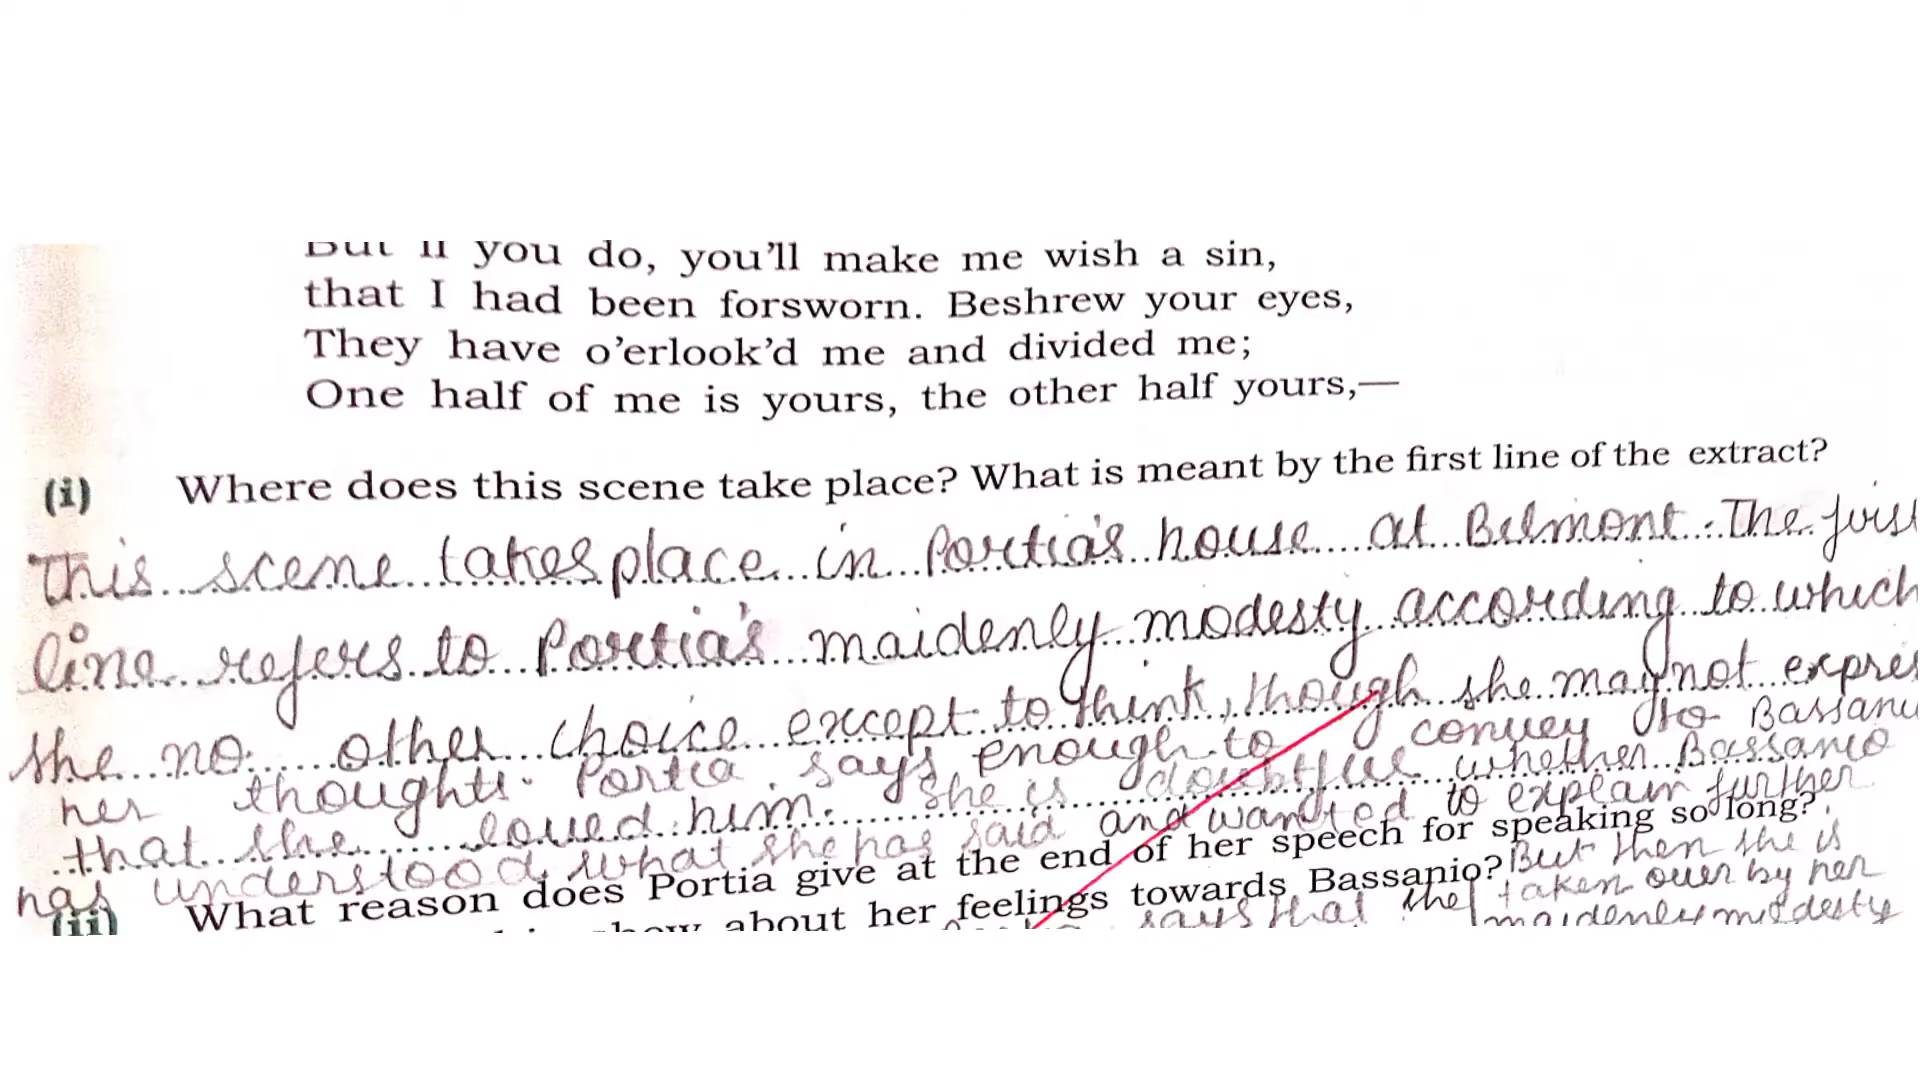 But if you do, you'll make me wish a sin,
that I had been forsworn. Beshrew your eyes,
They have o'erlook'd me and divided me;
One half of me is yours, the other half yours,—
(i) Where does this scene take place? What is meant by the first line of the extract?
This scene takes place in Portia's house at Belmont. The first
line refers to Portia's maidenly modesty according to which
she no other choice except to think, though she may not expres
her thoughts. Portia says enough to convey to Bassanio
that she loved him. She is doubtful whether Bassanio
has understood what she has said and wanted to explain further.
But then she is
taken over by her
maidenly modesty
(ii) What reason does Portia give at the end of her speech for speaking so long?
about her feelings towards Bassanio?
says that she